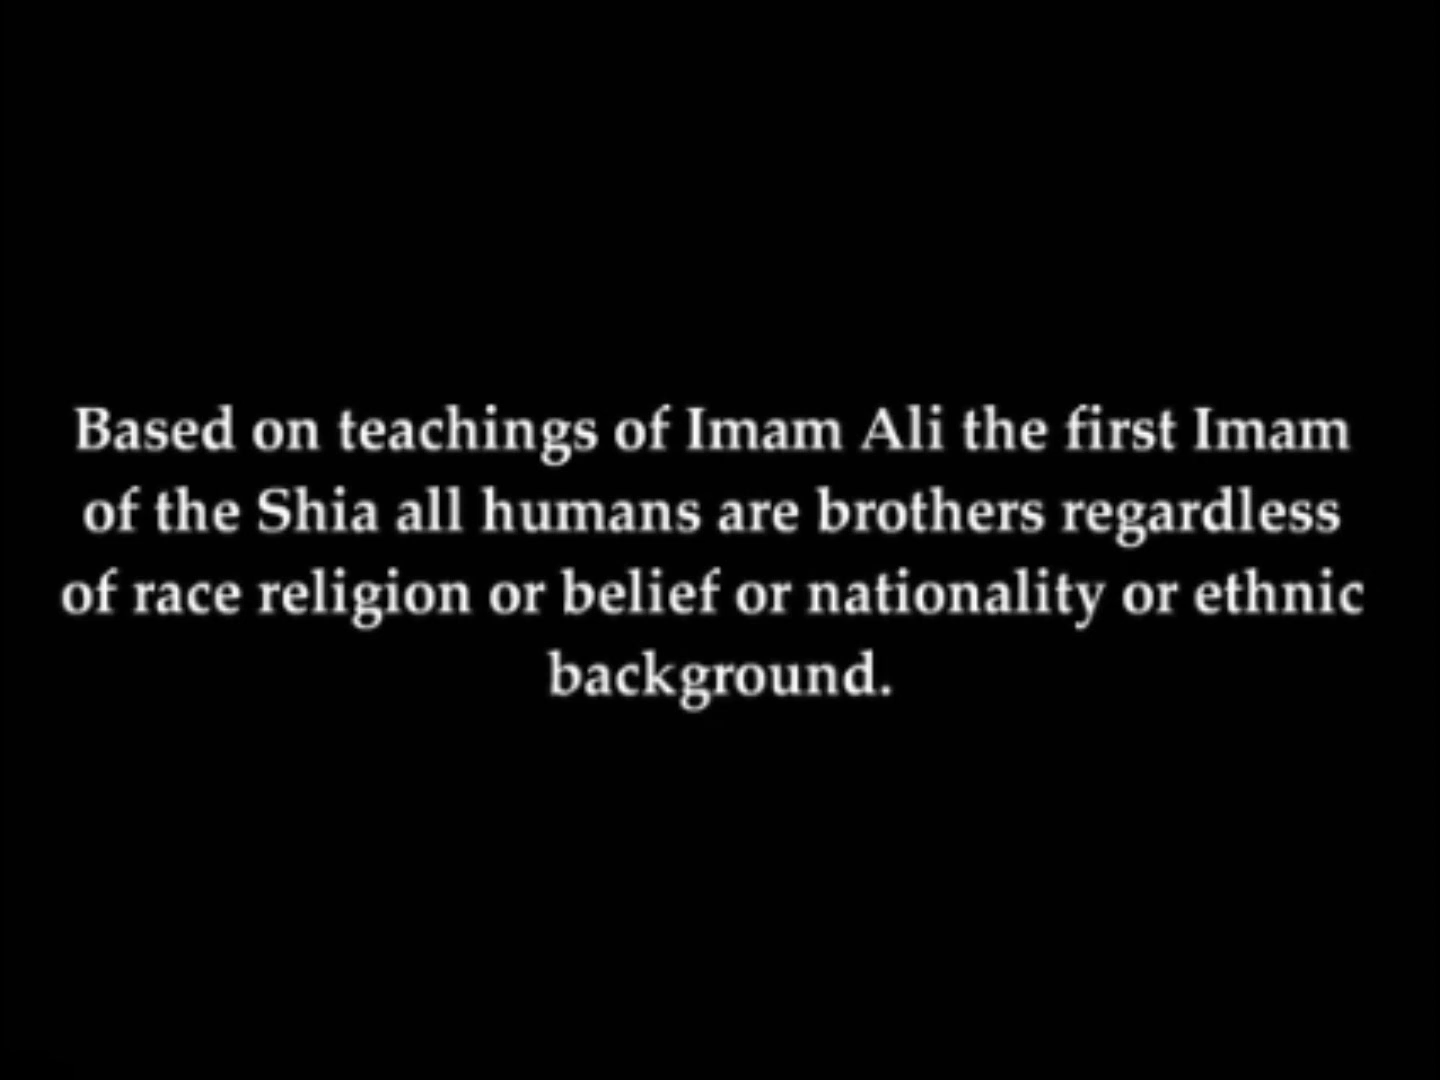 Based on teachings of Imam Ali the first Imam
of the Shia all humans are brothers regardless
of race religion or belief or nationality or ethnic
background.